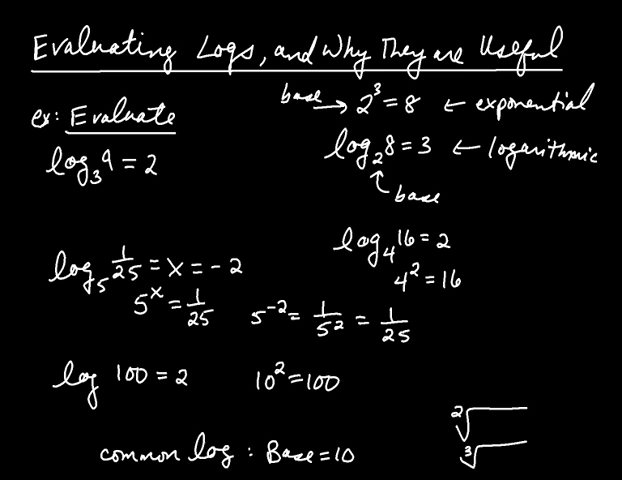 Evaluating Logs, and Why They are Useful
ex: Evaluate
base → 2³ = 8 ← exponential
log₃9 = 2
log₂8 = 3 ← logarithmic
base
log₄16 = 2
4² = 16
log₅ 1/25 = x = -2
5ˣ = 1/25
5⁻² = 1/5² = 1/25
log 100 = 2
10² = 100
common log : Base = 10
²√
³√